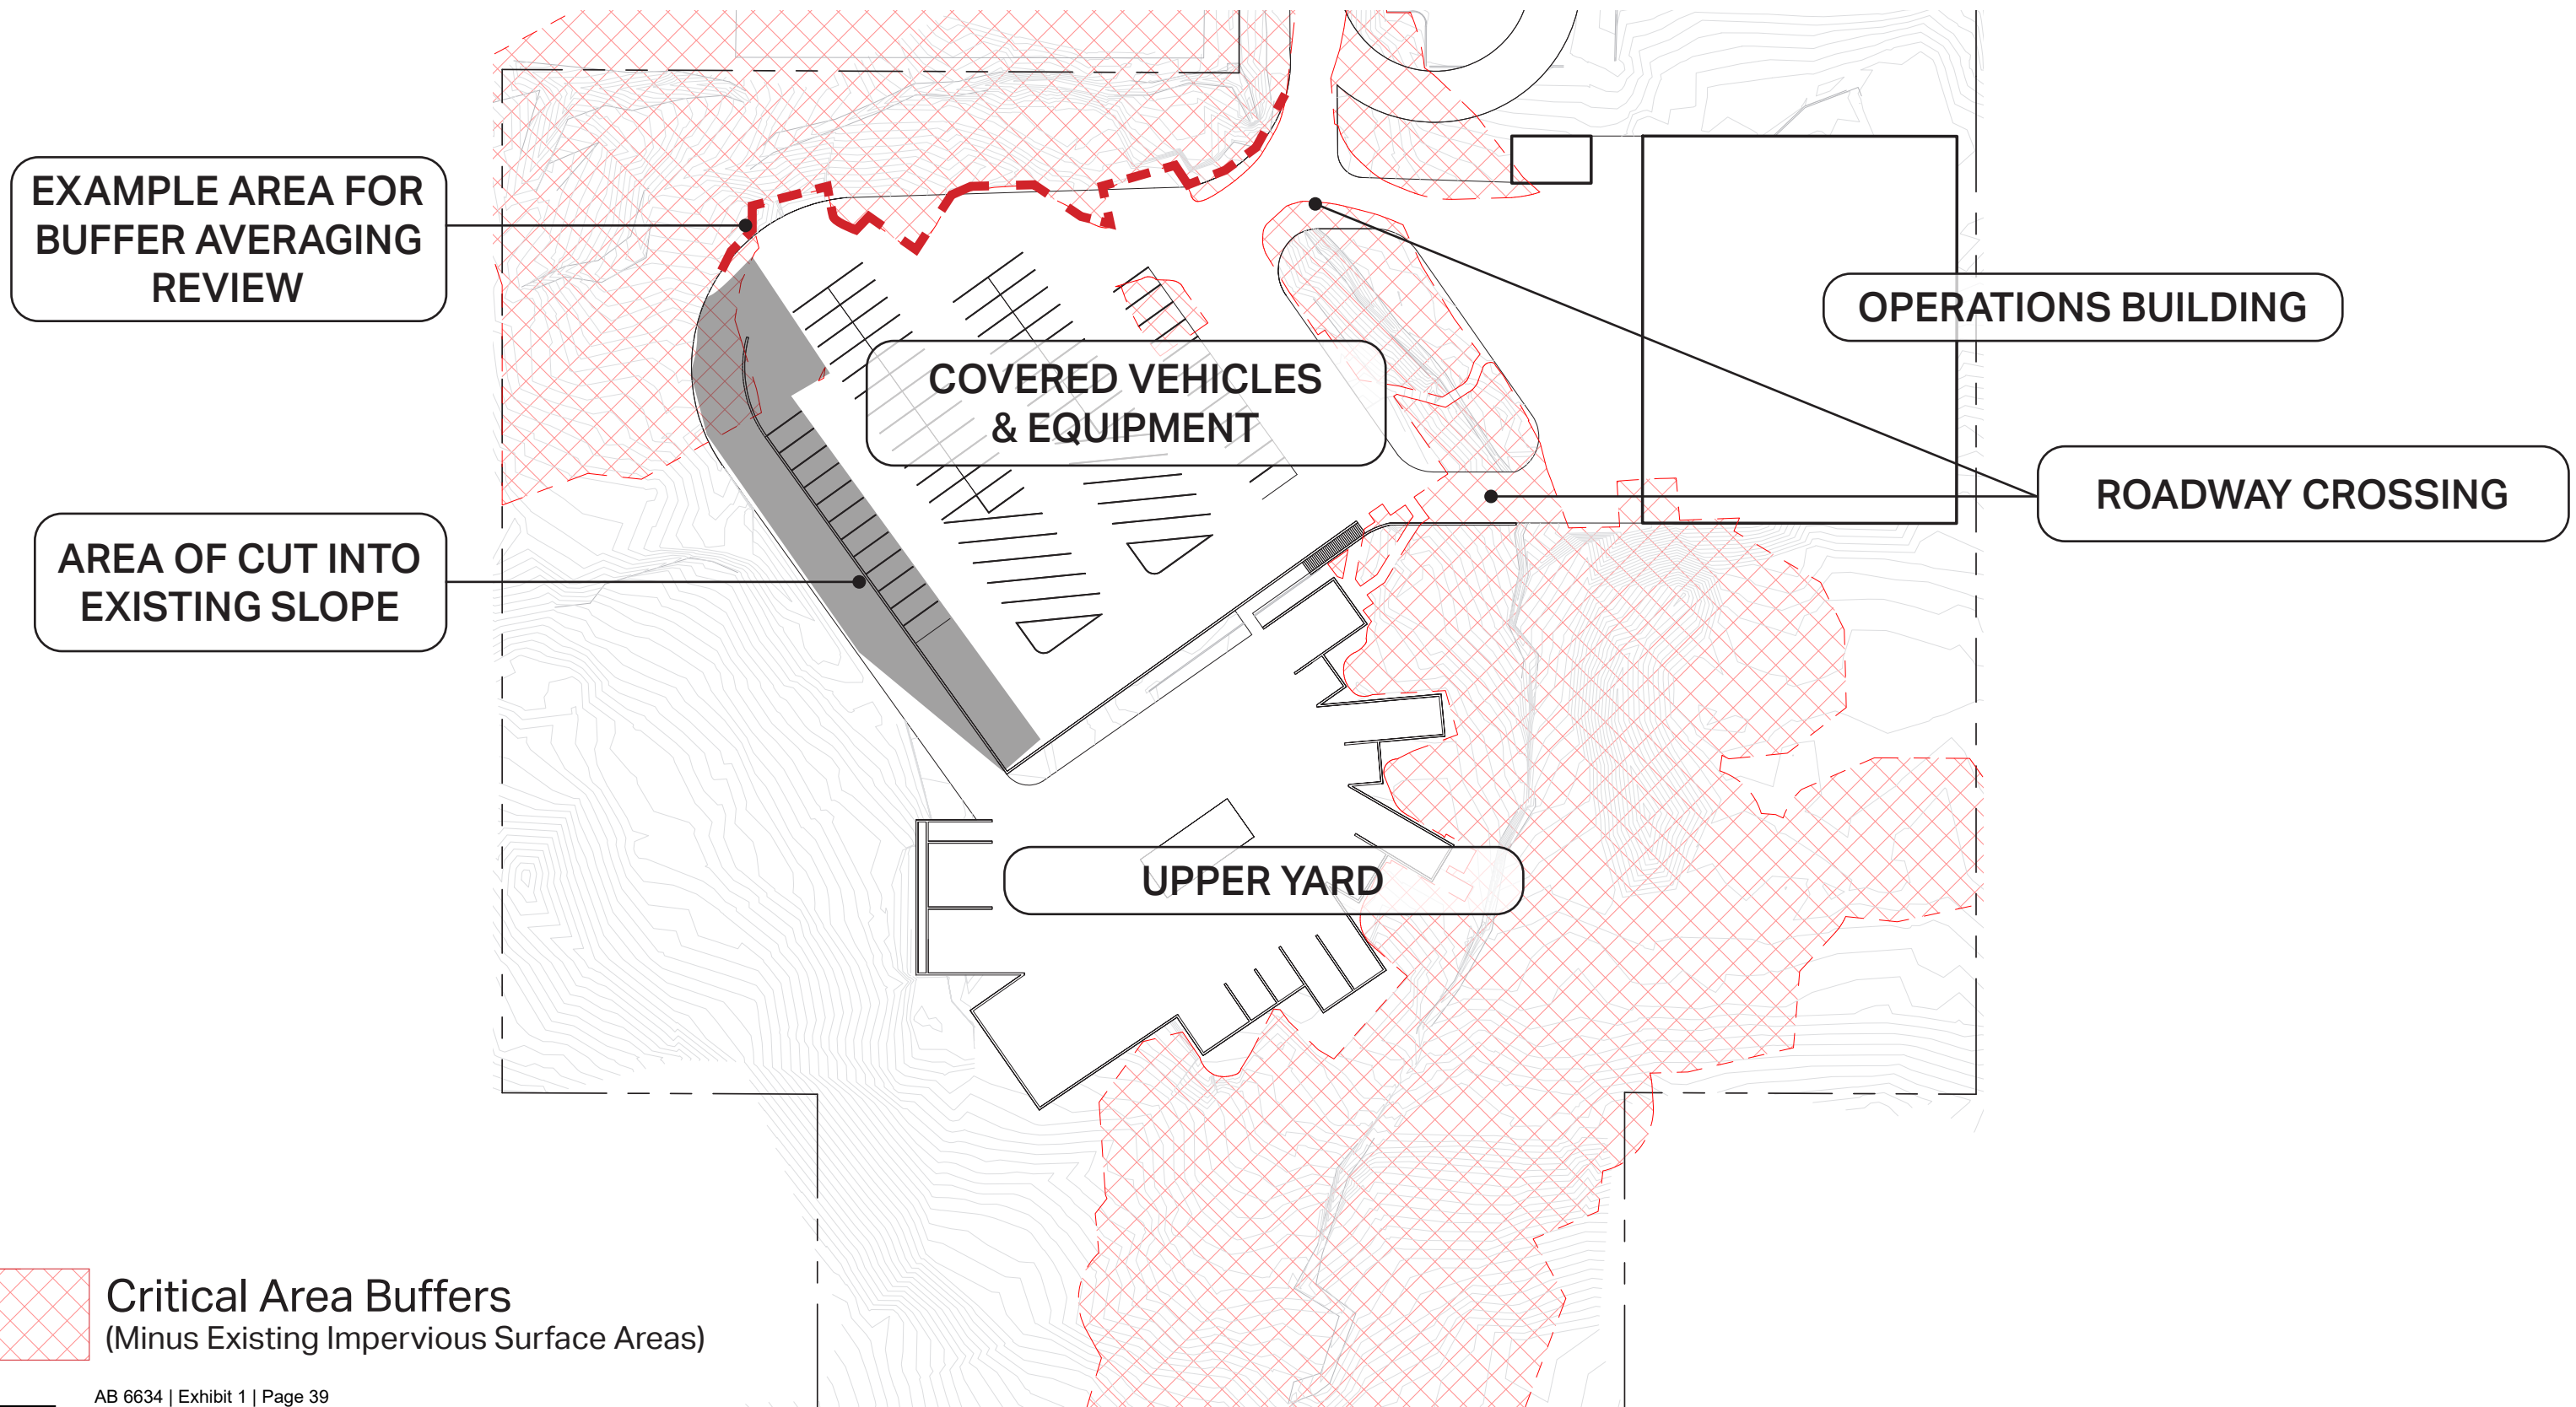 EXAMPLE AREA FOR
BUFFER AVERAGING
REVIEW
OPERATIONS BUILDING
COVERED VEHICLES
& EQUIPMENT
ROADWAY CROSSING
AREA OF CUT INTO
EXISTING SLOPE
UPPER YARD
Critical Area Buffers
(Minus Existing Impervious Surface Areas)
AB 6634 | Exhibit 1 | Page 39